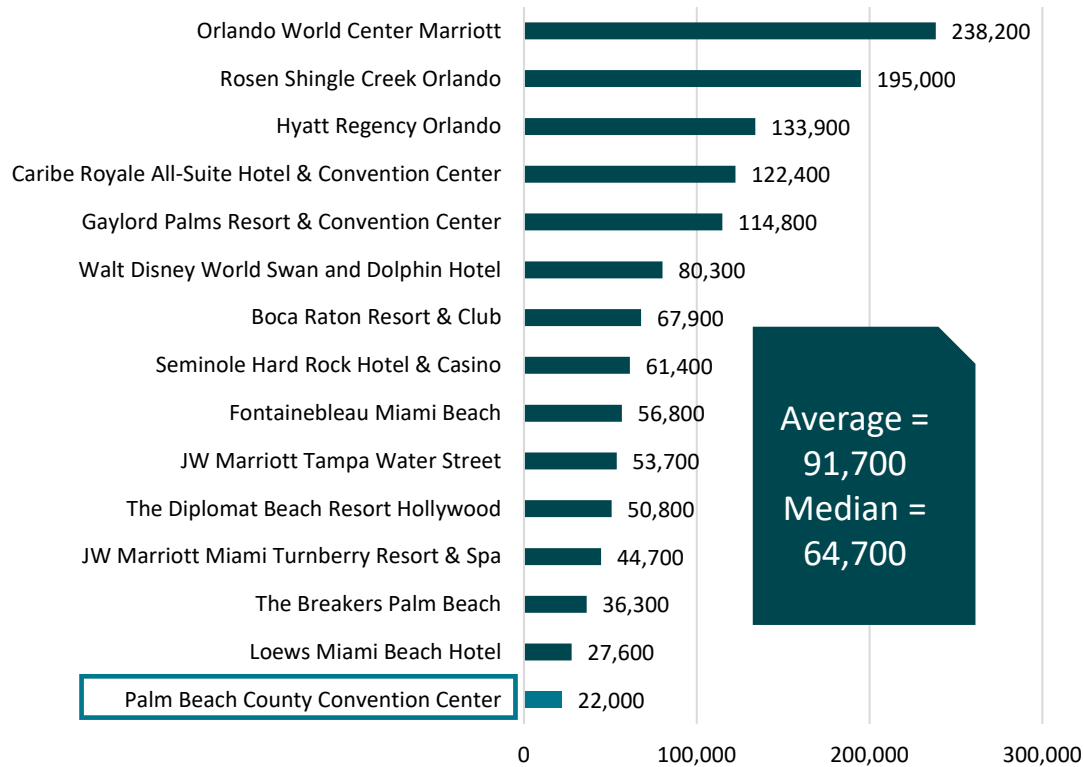 Orlando World Center Marriott 238,200
Rosen Shingle Creek Orlando 195,000
Hyatt Regency Orlando 133,900
Caribe Royale All-Suite Hotel & Convention Center 122,400
Gaylord Palms Resort & Convention Center 114,800
Walt Disney World Swan and Dolphin Hotel 80,300
Boca Raton Resort & Club 67,900
Seminole Hard Rock Hotel & Casino 61,400
Fontainebleau Miami Beach 56,800
JW Marriott Tampa Water Street 53,700
The Diplomat Beach Resort Hollywood 50,800
JW Marriott Miami Turnberry Resort & Spa 44,700
The Breakers Palm Beach 36,300
Loews Miami Beach Hotel 27,600
Palm Beach County Convention Center 22,000
Average =
91,700
Median =
64,700
0 100,000 200,000 300,000